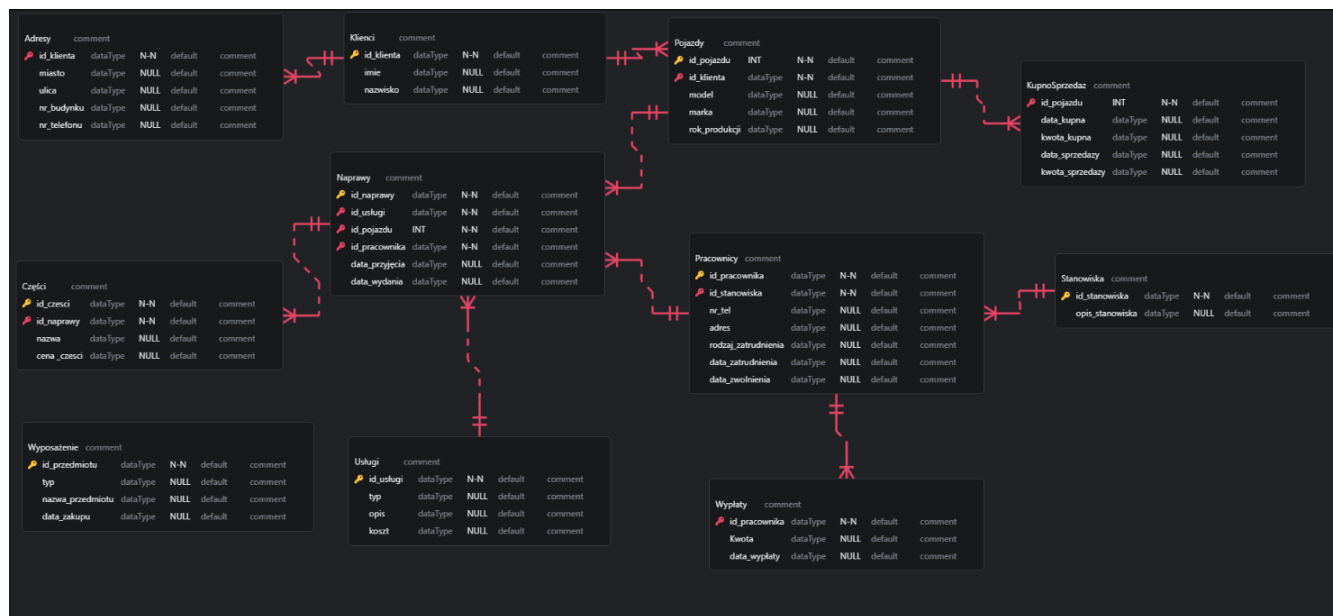 Adresy comment
id_klienta dataType N-N default comment
miasto dataType NULL default comment
ulica dataType NULL default comment
nr_budynku dataType NULL default comment
nr_telefonu dataType NULL default comment
Klienci comment
id_klienta dataType N-N default comment
imie dataType NULL default comment
nazwisko dataType NULL default comment
Pojazdy comment
id_pojazdu INT N-N default comment
id_klienta dataType N-N default comment
model dataType NULL default comment
marka dataType NULL default comment
rok_produkcji dataType NULL default comment
KupnoSprzedaz comment
id_pojazdu INT N-N default comment
data_kupna dataType NULL default comment
kwota_kupna dataType NULL default comment
data_sprzedazy dataType NULL default comment
kwota_sprzedazy dataType NULL default comment
Naprawy comment
id_naprawy dataType N-N default comment
id_usługi dataType N-N default comment
id_pojazdu INT N-N default comment
id_pracownika dataType N-N default comment
data_przyjęcia dataType NULL default comment
data_wydania dataType NULL default comment
Części comment
id_czesci dataType N-N default comment
id_naprawy dataType N-N default comment
nazwa dataType NULL default comment
cena _czesci dataType NULL default comment
Pracownicy comment
id_pracownika dataType N-N default comment
id_stanowiska dataType N-N default comment
nr_tel dataType NULL default comment
adres dataType NULL default comment
rodzaj_zatrudnienia dataType NULL default comment
data_zatrudnienia dataType NULL default comment
data_zwolnienia dataType NULL default comment
Stanowiska comment
id_stanowiska dataType N-N default comment
opis_stanowiska dataType NULL default comment
Wyposażenie comment
id_przedmiotu dataType N-N default comment
typ dataType NULL default comment
nazwa_przedmiotu dataType NULL default comment
data_zakupu dataType NULL default comment
Usługi comment
id_usługi dataType N-N default comment
typ dataType NULL default comment
opis dataType NULL default comment
koszt dataType NULL default comment
Wypłaty comment
id_pracownika dataType N-N default comment
Kwota dataType NULL default comment
data_wypłaty dataType NULL default comment